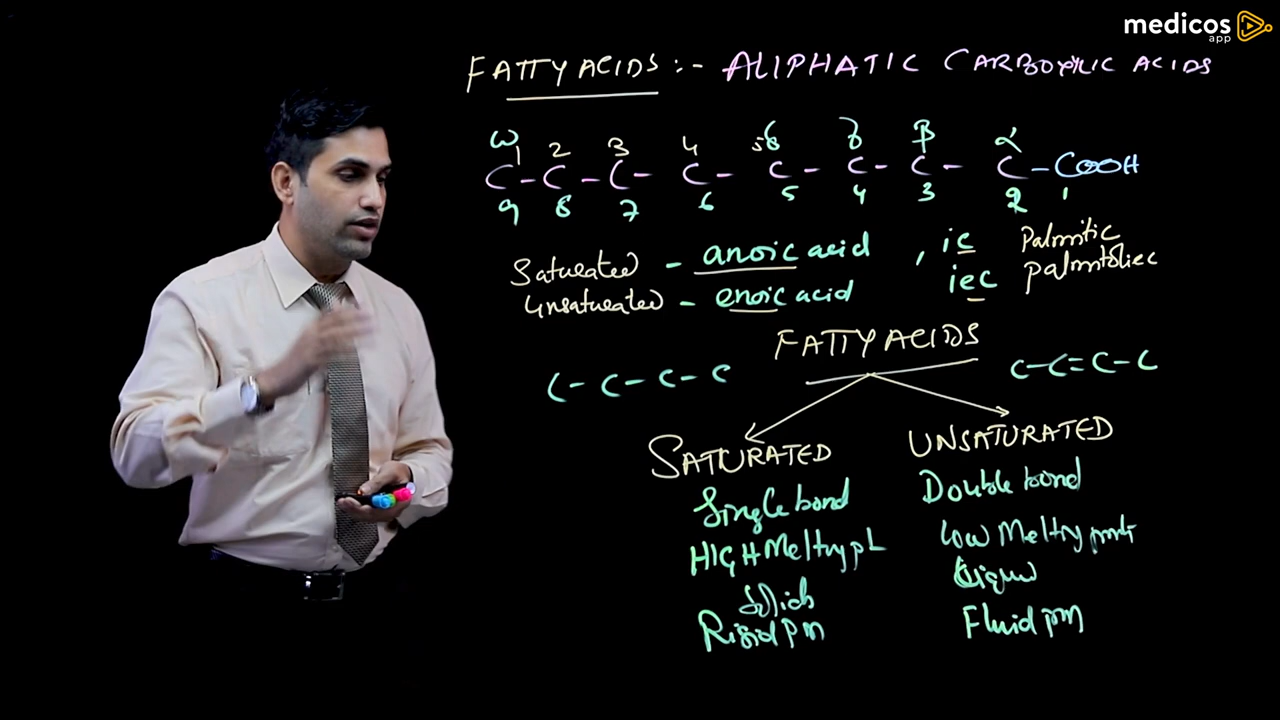 medicos
app
FATTY ACIDS :- ALIPHATIC CARBOXYLIC ACIDS
ω β α
1 2 3 4
C - C - C - C - C - C - C - C - COOH
9 8 7 6 5 4 3 2 1
Saturated - anoic acid , ic Palmitic
Unsaturated - enoic acid iec
FATTY ACIDS
C - C - C - C C - C = C - C
SATURATED UNSATURATED
Single bond Double bond
HIGH Melting pt Low Melting point
Solids
Rigid pm Fluid pm